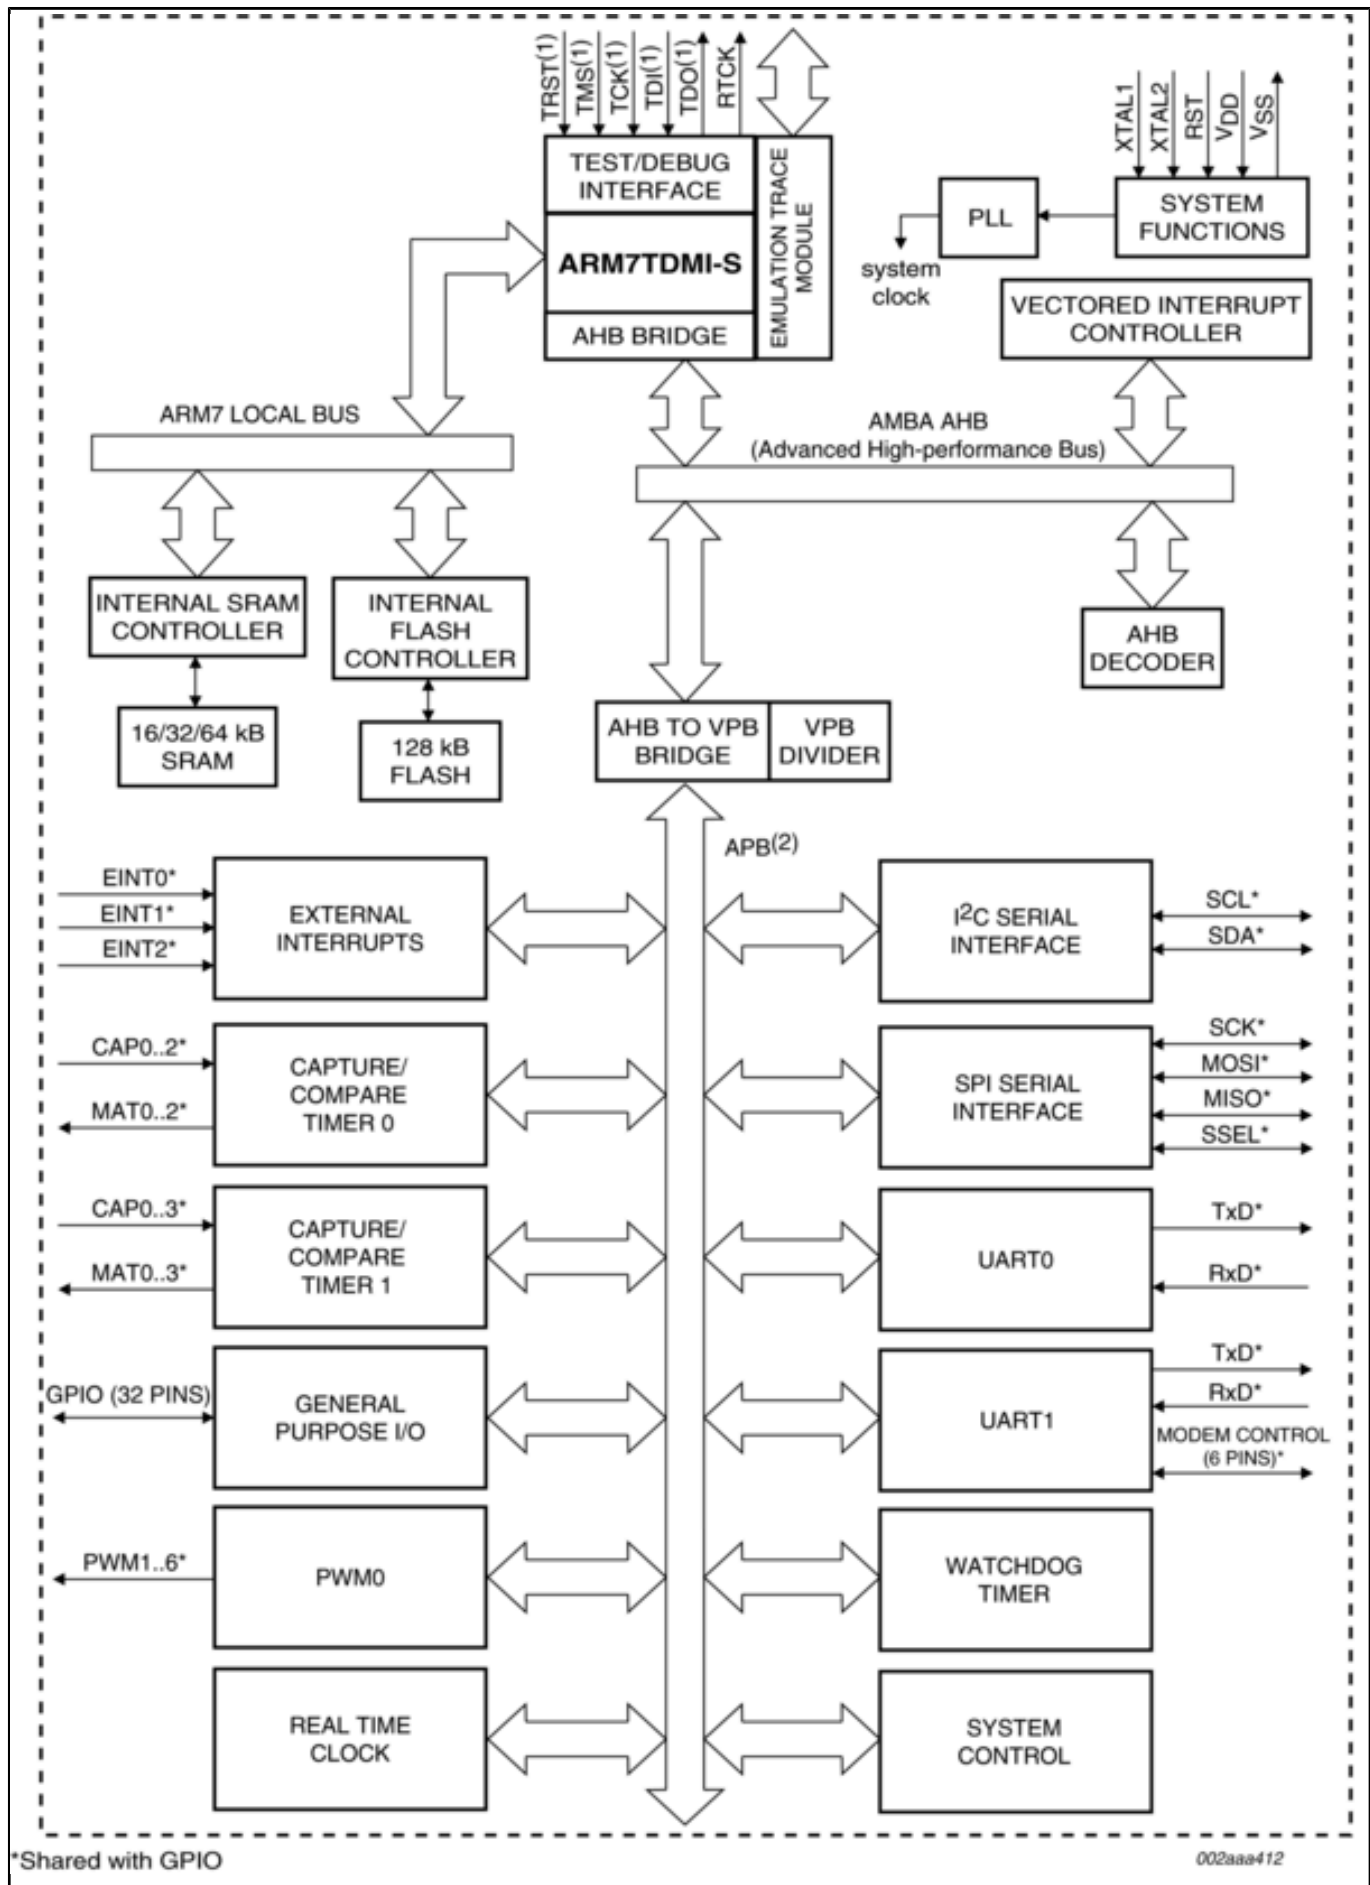 TRST(1)
TMS(1)
TCK(1)
TDI(1)
TDO(1)
RTCK
XTAL1
XTAL2
RST
VDD
VSS
TEST/DEBUG
INTERFACE
EMULATION TRACE
MODULE
ARM7TDMI-S
AHB BRIDGE
PLL
SYSTEM
FUNCTIONS
system
clock
VECTORED INTERRUPT
CONTROLLER
ARM7 LOCAL BUS
AMBA AHB
(Advanced High-performance Bus)
INTERNAL SRAM
CONTROLLER
INTERNAL
FLASH
CONTROLLER
AHB
DECODER
16/32/64 kB
SRAM
128 kB
FLASH
AHB TO VPB
BRIDGE
VPB
DIVIDER
APB(2)
EINT0*
EINT1*
EINT2*
EXTERNAL
INTERRUPTS
I2C SERIAL
INTERFACE
SCL*
SDA*
CAP0..2*
MAT0..2*
CAPTURE/
COMPARE
TIMER 0
SPI SERIAL
INTERFACE
SCK*
MOSI*
MISO*
SSEL*
CAP0..3*
MAT0..3*
CAPTURE/
COMPARE
TIMER 1
UART0
TxD*
RxD*
GPIO (32 PINS)
GENERAL
PURPOSE I/O
UART1
TxD*
RxD*
MODEM CONTROL
(6 PINS)*
PWM1..6*
PWM0
WATCHDOG
TIMER
REAL TIME
CLOCK
SYSTEM
CONTROL
*Shared with GPIO
002aaa412